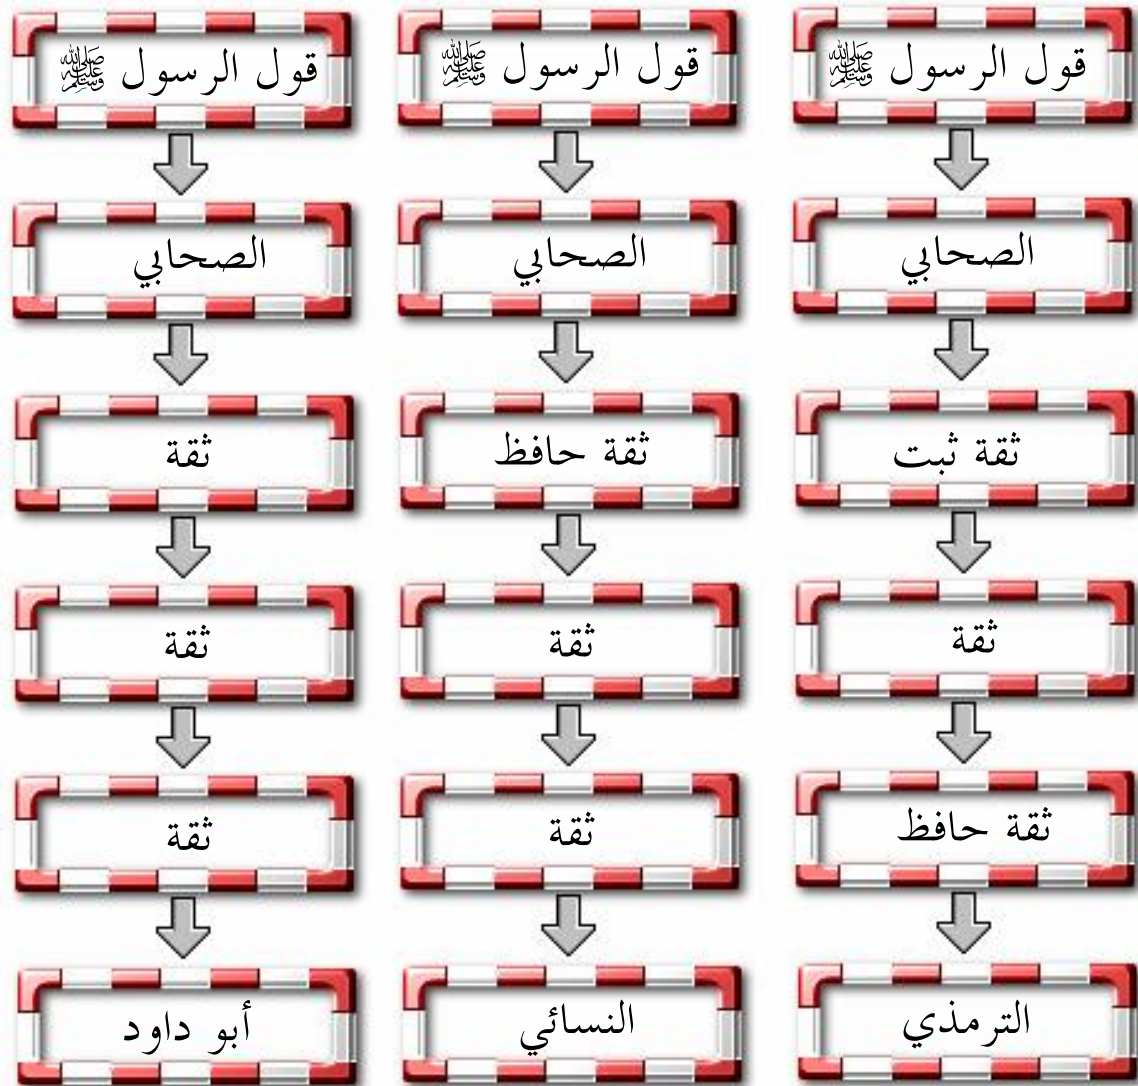 قول الرسول ﷺ
الصحابي
ثقة ثبت
ثقة
ثقة حافظ
الترمذي
قول الرسول ﷺ
الصحابي
ثقة حافظ
ثقة
ثقة
النسائي
قول الرسول ﷺ
الصحابي
ثقة
ثقة
ثقة
أبو داود